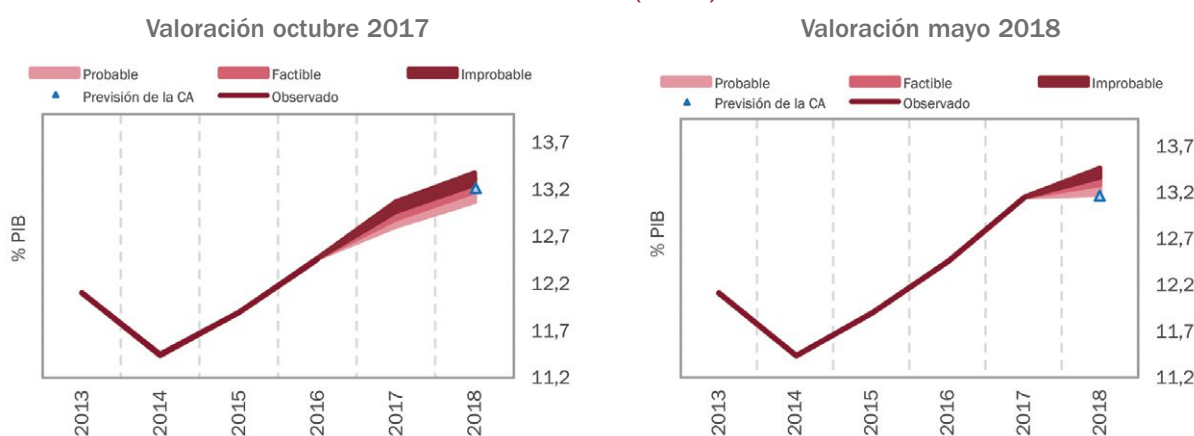 Valoración octubre 2017
Probable Factible Improbable
Previsión de la CA Observado
% PIB
13,7
13,2
12,7
12,2
11,7
11,2
2013 2014 2015 2016 2017 2018
Valoración mayo 2018
Probable Factible Improbable
Previsión de la CA Observado
% PIB
13,7
13,2
12,7
12,2
11,7
11,2
2013 2014 2015 2016 2017 2018